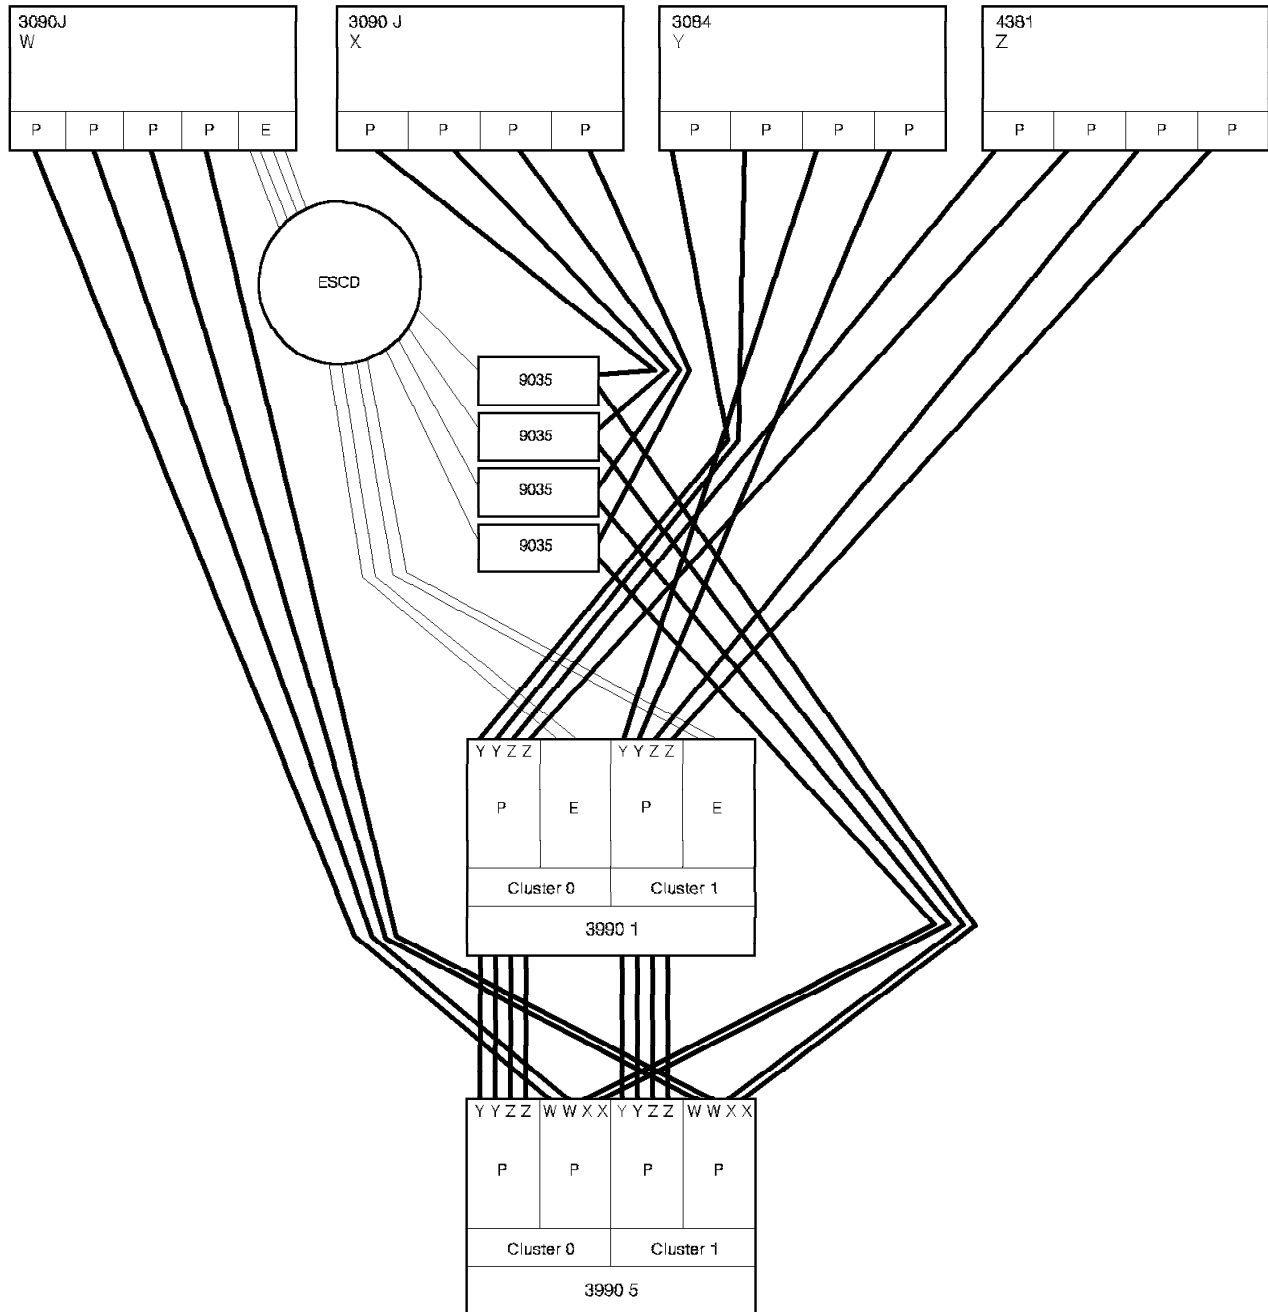 3090J
W
P P P P E
3090 J
X
P P P P
3084
Y
P P P P
4381
Z
P P P P
ESCD
9035
9035
9035
9035
Y Y Z Z Y Y Z Z
P E P E
Cluster 0 Cluster 1
3990 1
Y Y Z Z W W X X Y Y Z Z W W X X
P P P P
Cluster 0 Cluster 1
3990 5